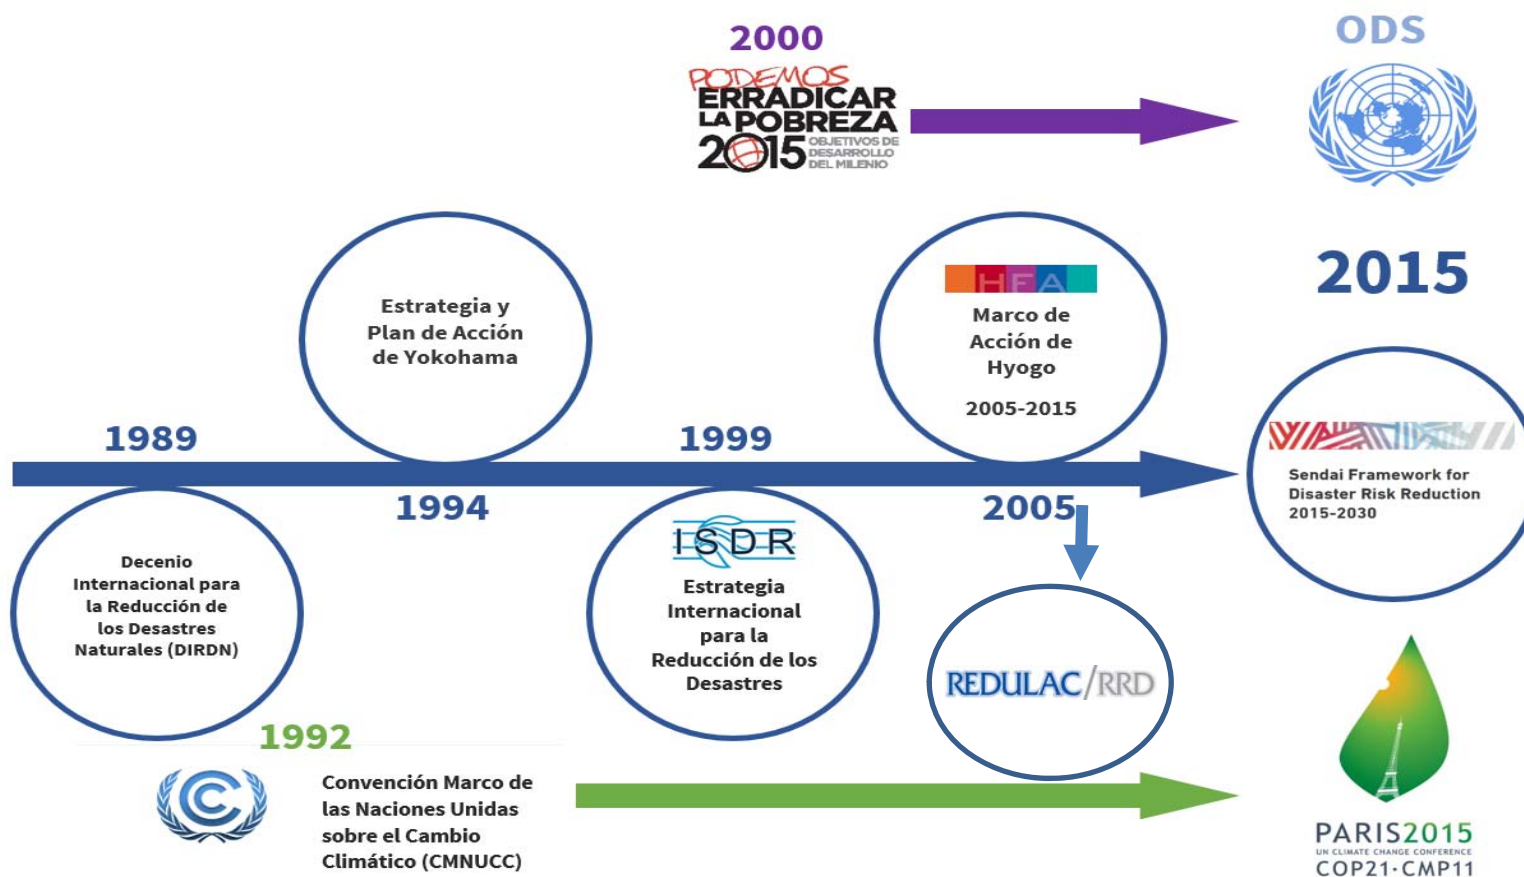 2000
PODEMOS
ERRADICAR
LA POBREZA
2015
OBJETIVOS DE
DESARROLLO
DEL MILENIO
ODS
2015
Estrategia y
Plan de Acción
de Yokohama
HFA
Marco de
Acción de
Hyogo
2005-2015
1989
1999
1994
2005
Sendai Framework for
Disaster Risk Reduction
2015-2030
Decenio
Internacional para
la Reducción de
los Desastres
Naturales (DIRDN)
ISDR
Estrategia
Internacional
para la
Reducción de los
Desastres
REDULAC/RRD
1992
Convención Marco de
las Naciones Unidas
sobre el Cambio
Climático (CMNUCC)
PARIS2015
UN CLIMATE CHANGE CONFERENCE
COP21·CMP11